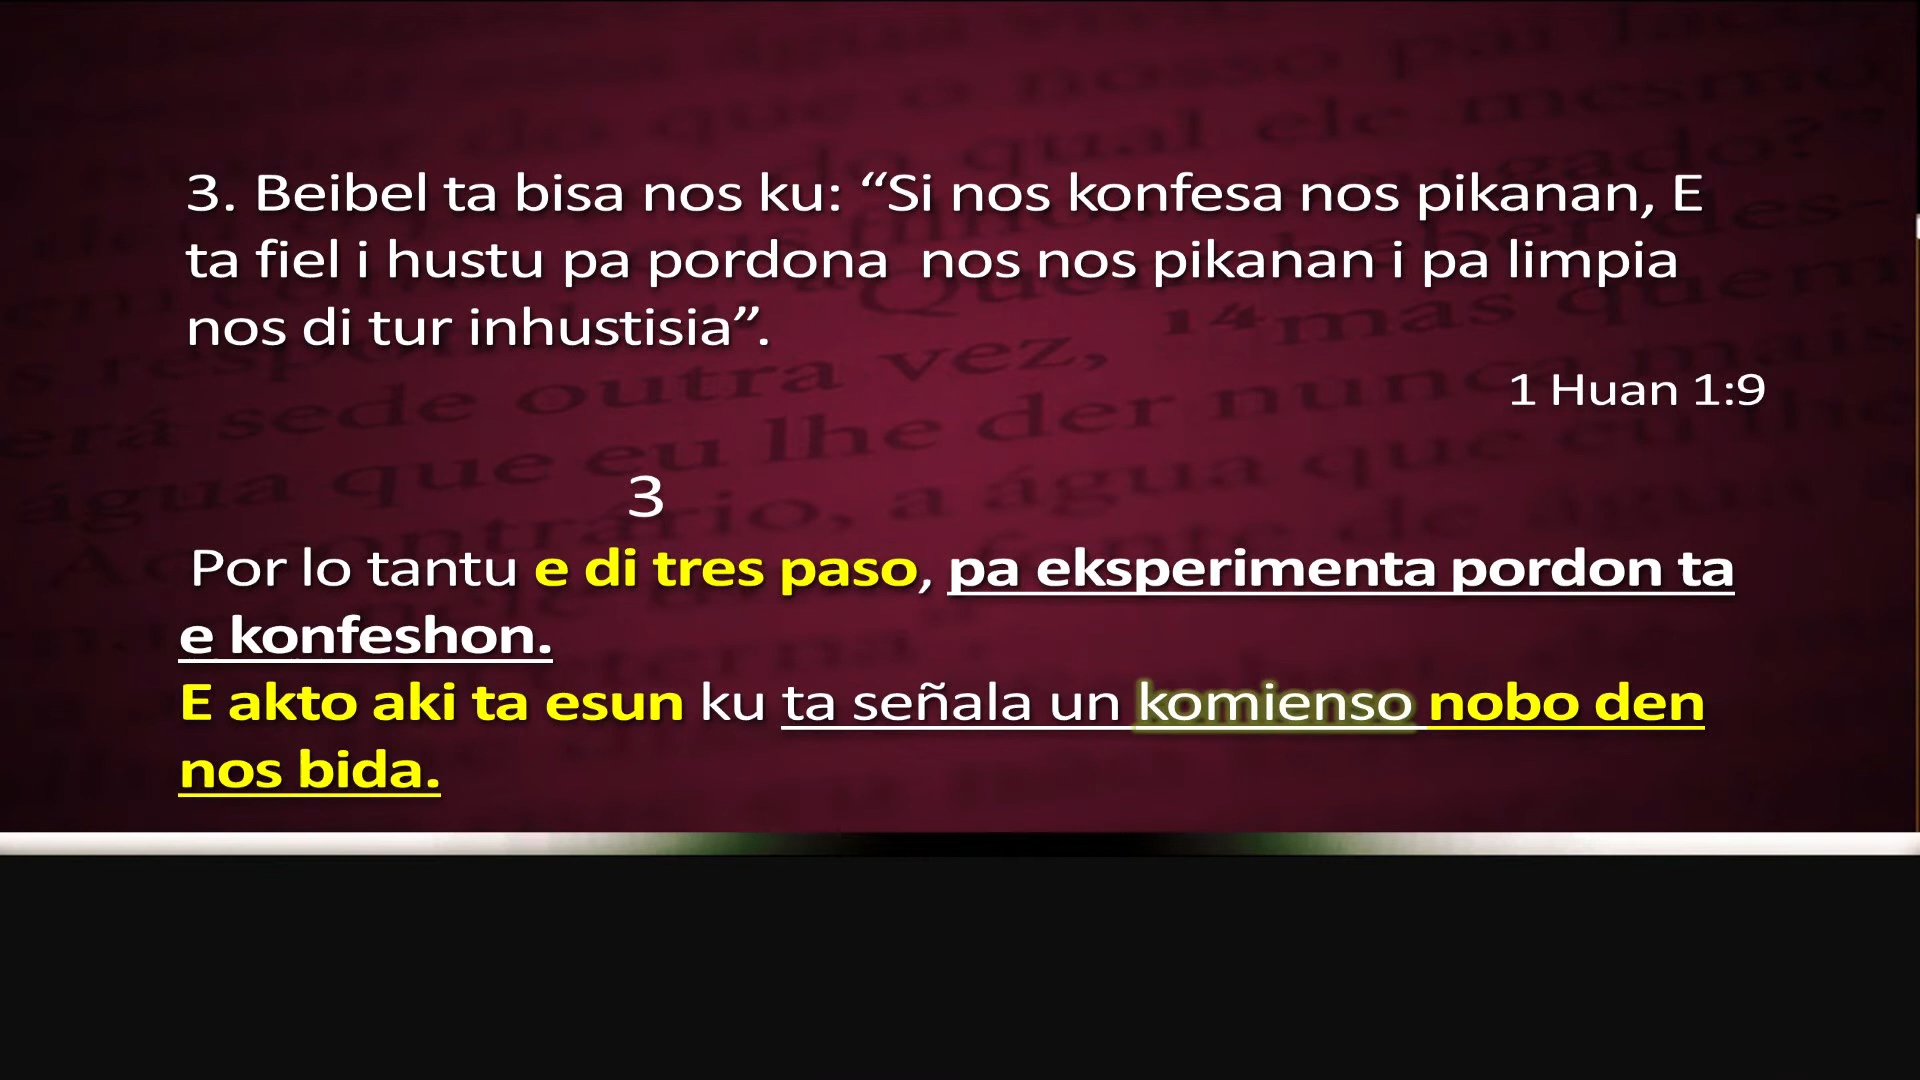 3. Beibel ta bisa nos ku: “Si nos konfesa nos pikanan, E
ta fiel i hustu pa pordona  nos nos pikanan i pa limpia
nos di tur inhustisia”.
1 Huan 1:9
3
Por lo tantu e di tres paso, pa eksperimenta pordon ta
e konfeshon.
E akto aki ta esun ku ta señala un komienso nobo den
nos bida.